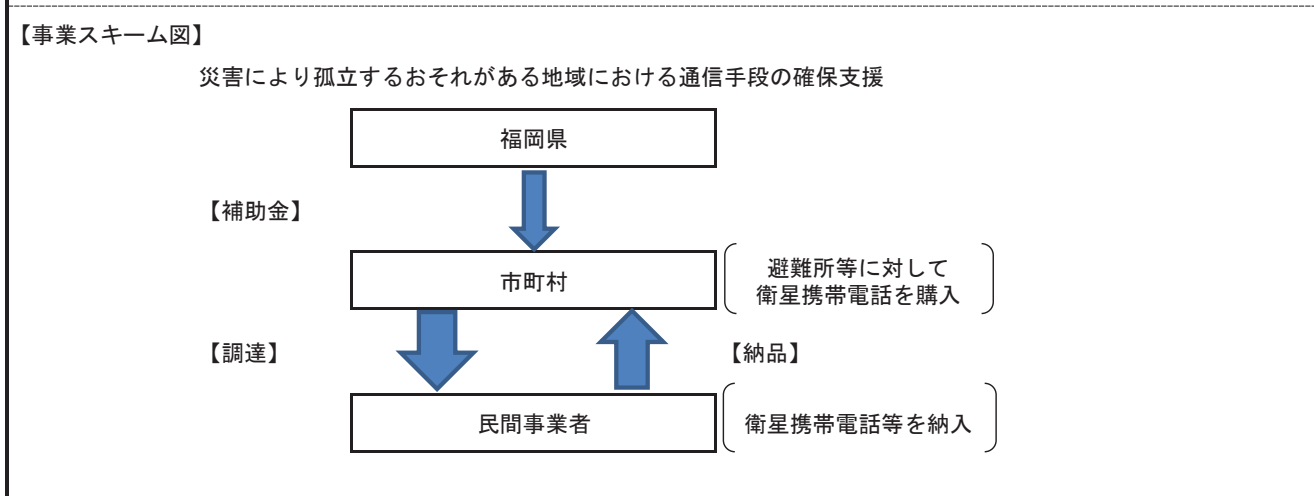 【事業スキーム図】
災害により孤立するおそれがある地域における通信手段の確保支援
福岡県
【補助金】
市町村
避難所等に対して
衛星携帯電話を購入
【調達】
【納品】
民間事業者
衛星携帯電話等を納入